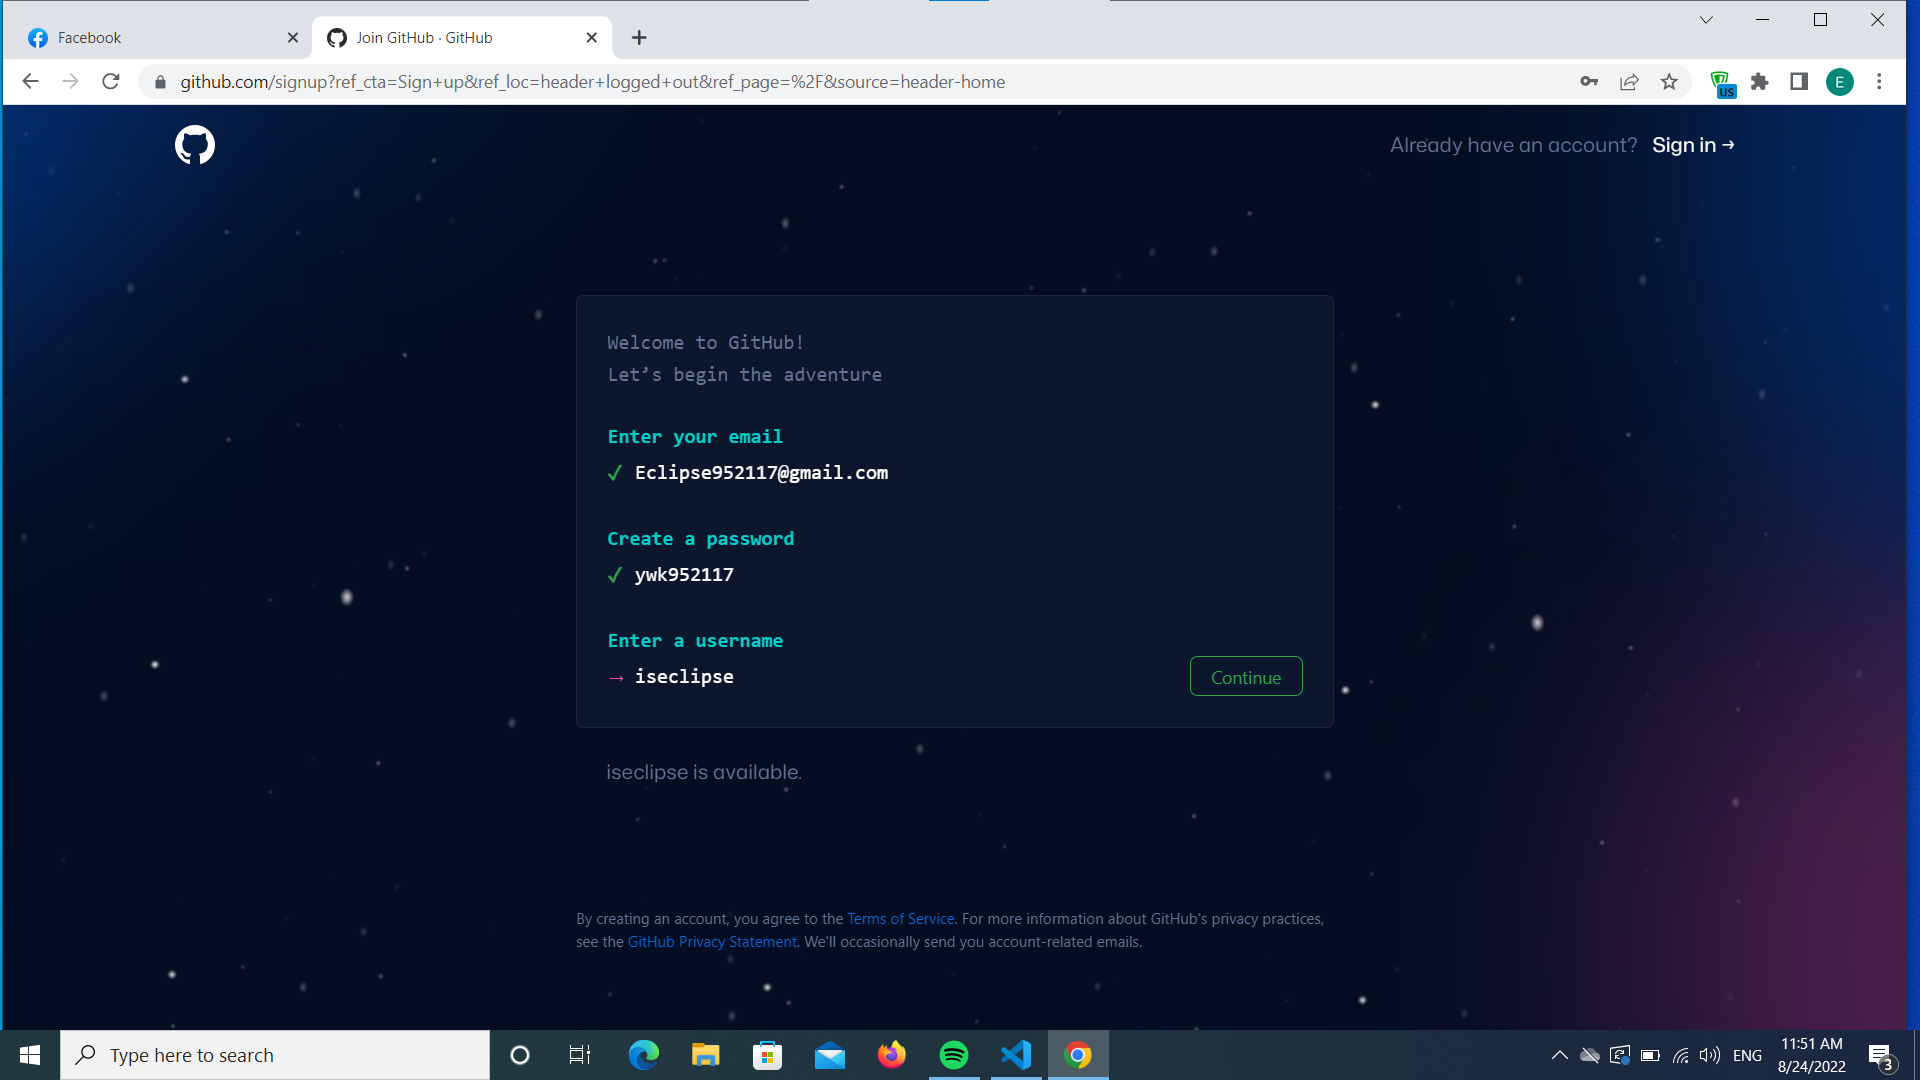 Facebook
Join GitHub · GitHub
github.com/signup?ref_cta=Sign+up&ref_loc=header+logged+out&ref_page=%2F&source=header-home
US
E
Already have an account? Sign in →
Welcome to GitHub!
Let’s begin the adventure
Enter your email
✓ Eclipse952117@gmail.com
Create a password
✓ ywk952117
Enter a username
→ iseclipse
Continue
iseclipse is available.
By creating an account, you agree to the Terms of Service. For more information about GitHub's privacy practices,
see the GitHub Privacy Statement. We'll occasionally send you account-related emails.
Type here to search
ENG
11:51 AM
8/24/2022
3